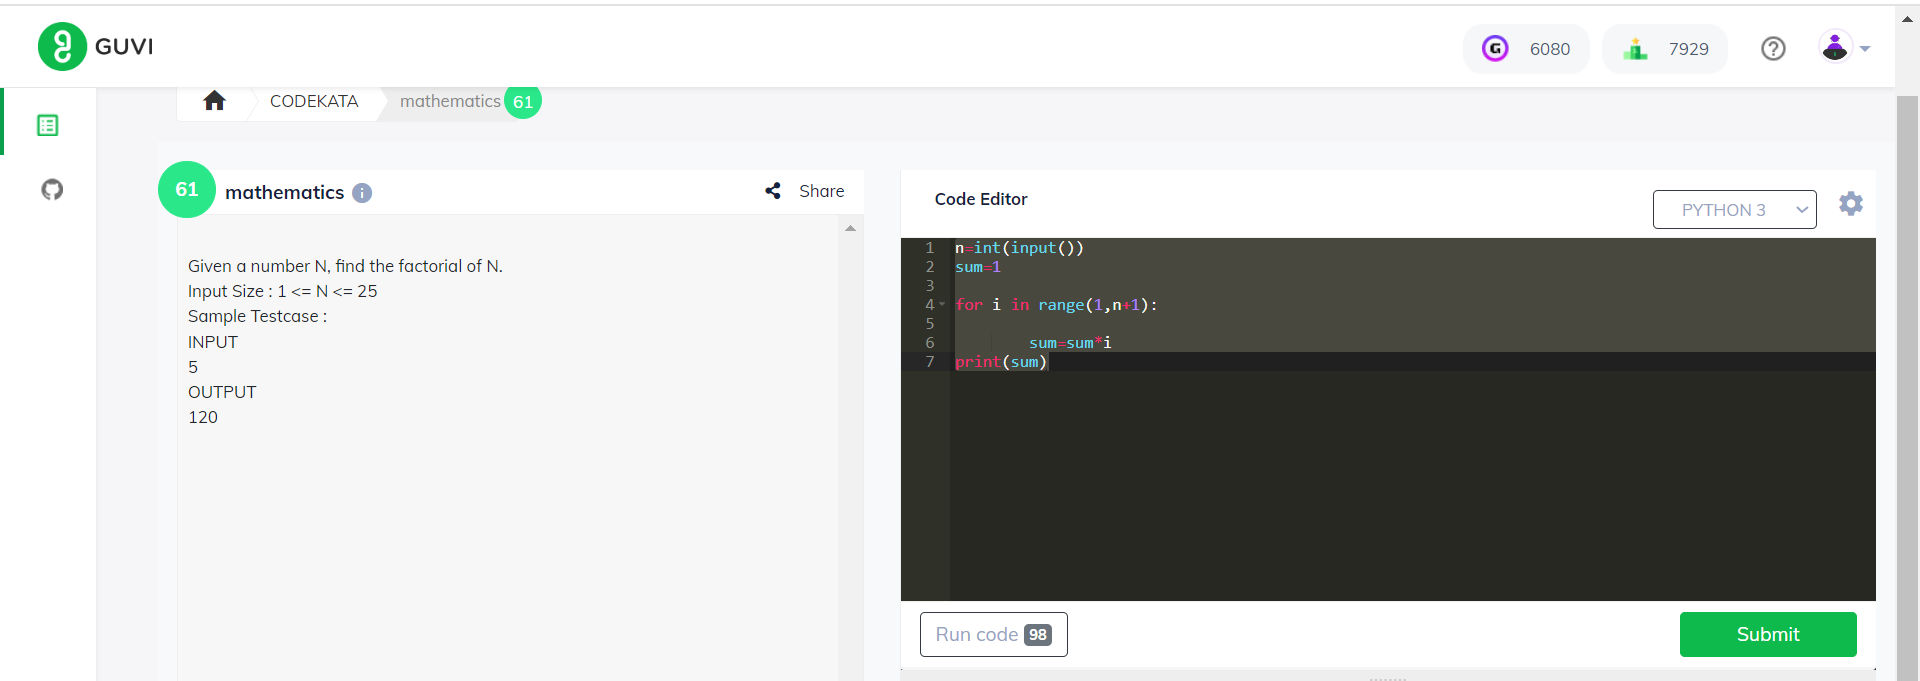 GUVI
6080
7929
CODEKATA
mathematics 61
61 mathematics
Share
Given a number N, find the factorial of N.
Input Size : 1 <= N <= 25
Sample Testcase :
INPUT
5
OUTPUT
120
Code Editor
PYTHON 3
1 n=int(input())
2 sum=1
3
4 for i in range(1,n+1):
5
6 sum=sum*i
7 print(sum)
Run code 98
Submit